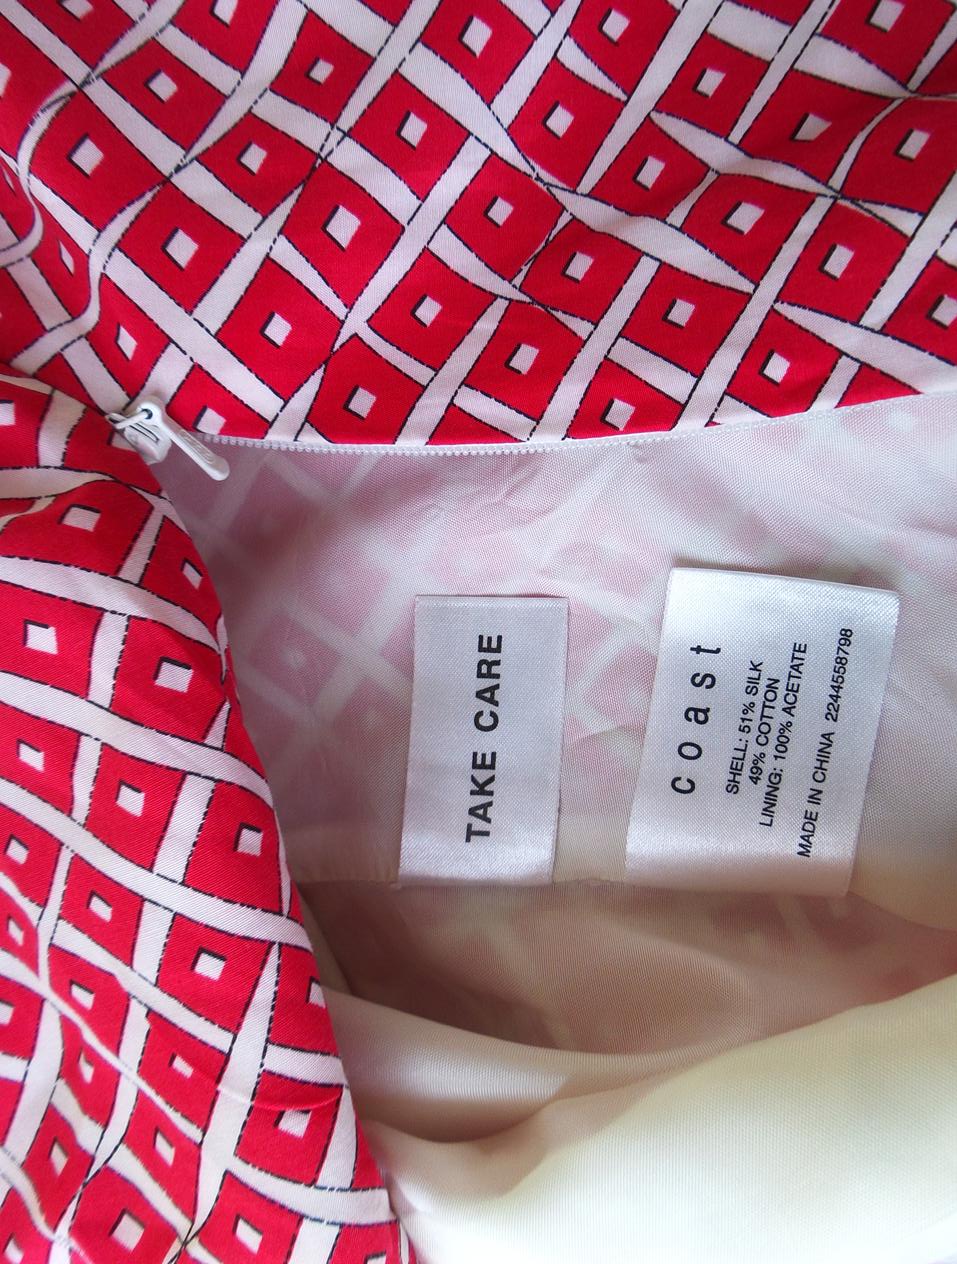 TAKE CARE
coast
SHELL: 51% SILK
49% COTTON
LINING: 100% ACETATE
MADE IN CHINA 2244558798